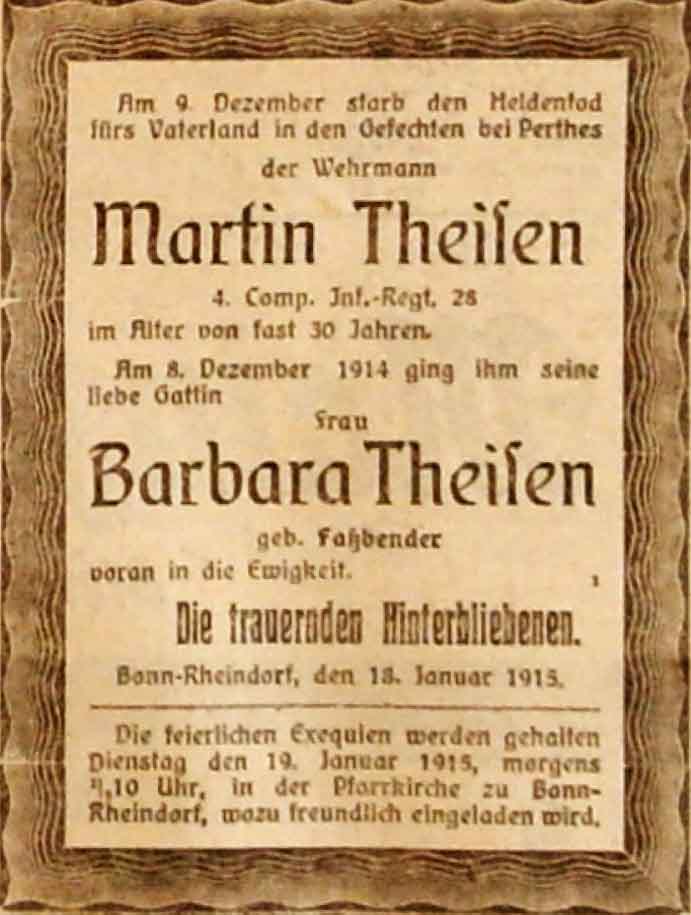 Am 9. Dezember starb den Heldentod
fürs Vaterland in den Gefechten bei Perthes
der Wehrmann
Martin Theiſen
4. Comp. Inf.-Regt. 28
im Alter von fast 30 Jahren.
Am 8. Dezember 1914 ging ihm seine
liebe Gattin
Frau
Barbara Theiſen
geb. Faßbender
voran in die Ewigkeit.
Die trauernden Hinterbliebenen.
Bonn-Rheindorf, den 18. Januar 1915.
Die feierlichen Exequien werden gehalten
Dienstag den 19. Januar 1915, morgens
10 Uhr, in der Pfarrkirche zu Bonn-
Rheindorf, wozu freundlich eingeladen wird.